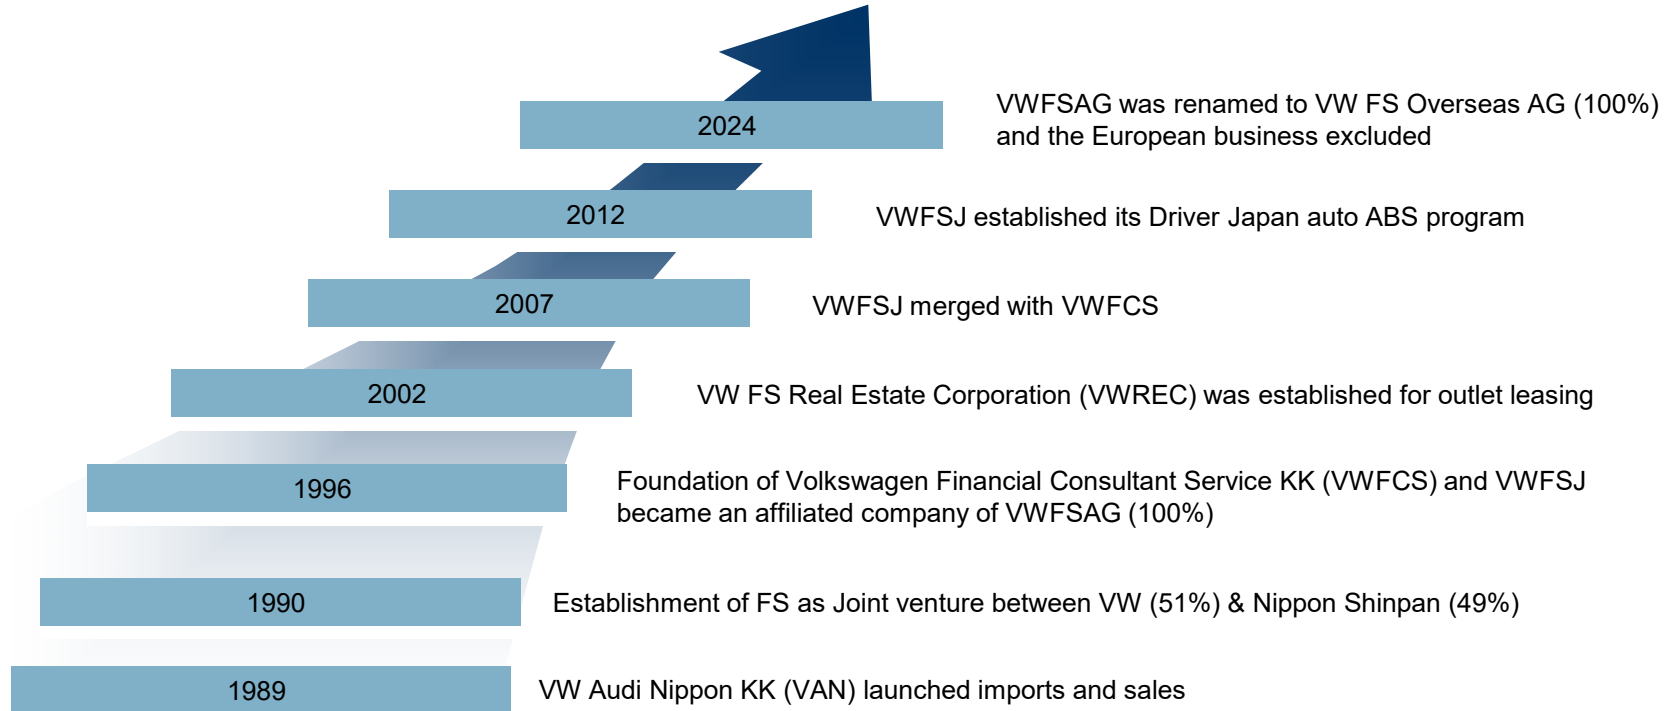 2024
VWFSAG was renamed to VW FS Overseas AG (100%)
and the European business excluded
2012
VWFSJ established its Driver Japan auto ABS program
2007
VWFSJ merged with VWFCS
2002
VW FS Real Estate Corporation (VWREC) was established for outlet leasing
1996
Foundation of Volkswagen Financial Consultant Service KK (VWFCS) and VWFSJ
became an affiliated company of VWFSAG (100%)
1990
Establishment of FS as Joint venture between VW (51%) & Nippon Shinpan (49%)
1989
VW Audi Nippon KK (VAN) launched imports and sales